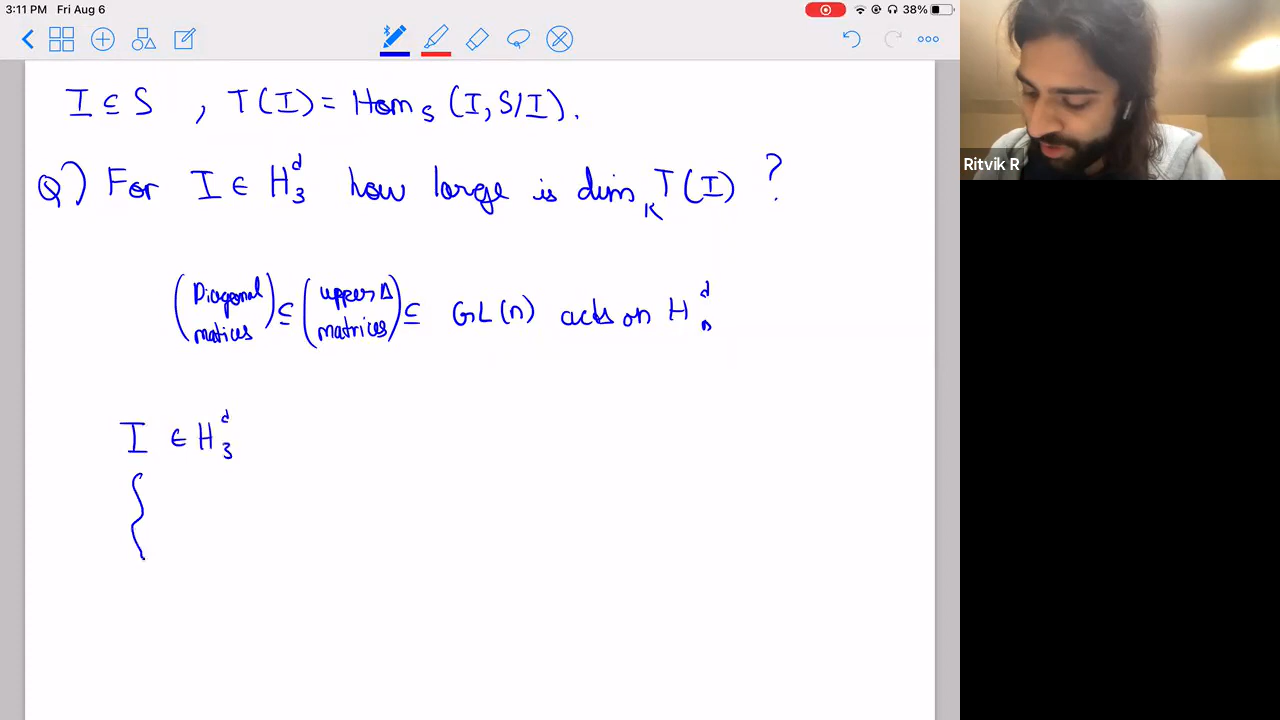 3:11 PM Fri Aug 6
38%
I ⊆ S , T(I) = Hom_S (I, S/I).
Q) For I ∈ H_3^d how large is dim_K T(I) ?
(Diagonal matices) ⊆ (upper Δ matrices) ⊆ GL(n) acts on H_n^d
I ∈ H_3^d
{
Ritvik R